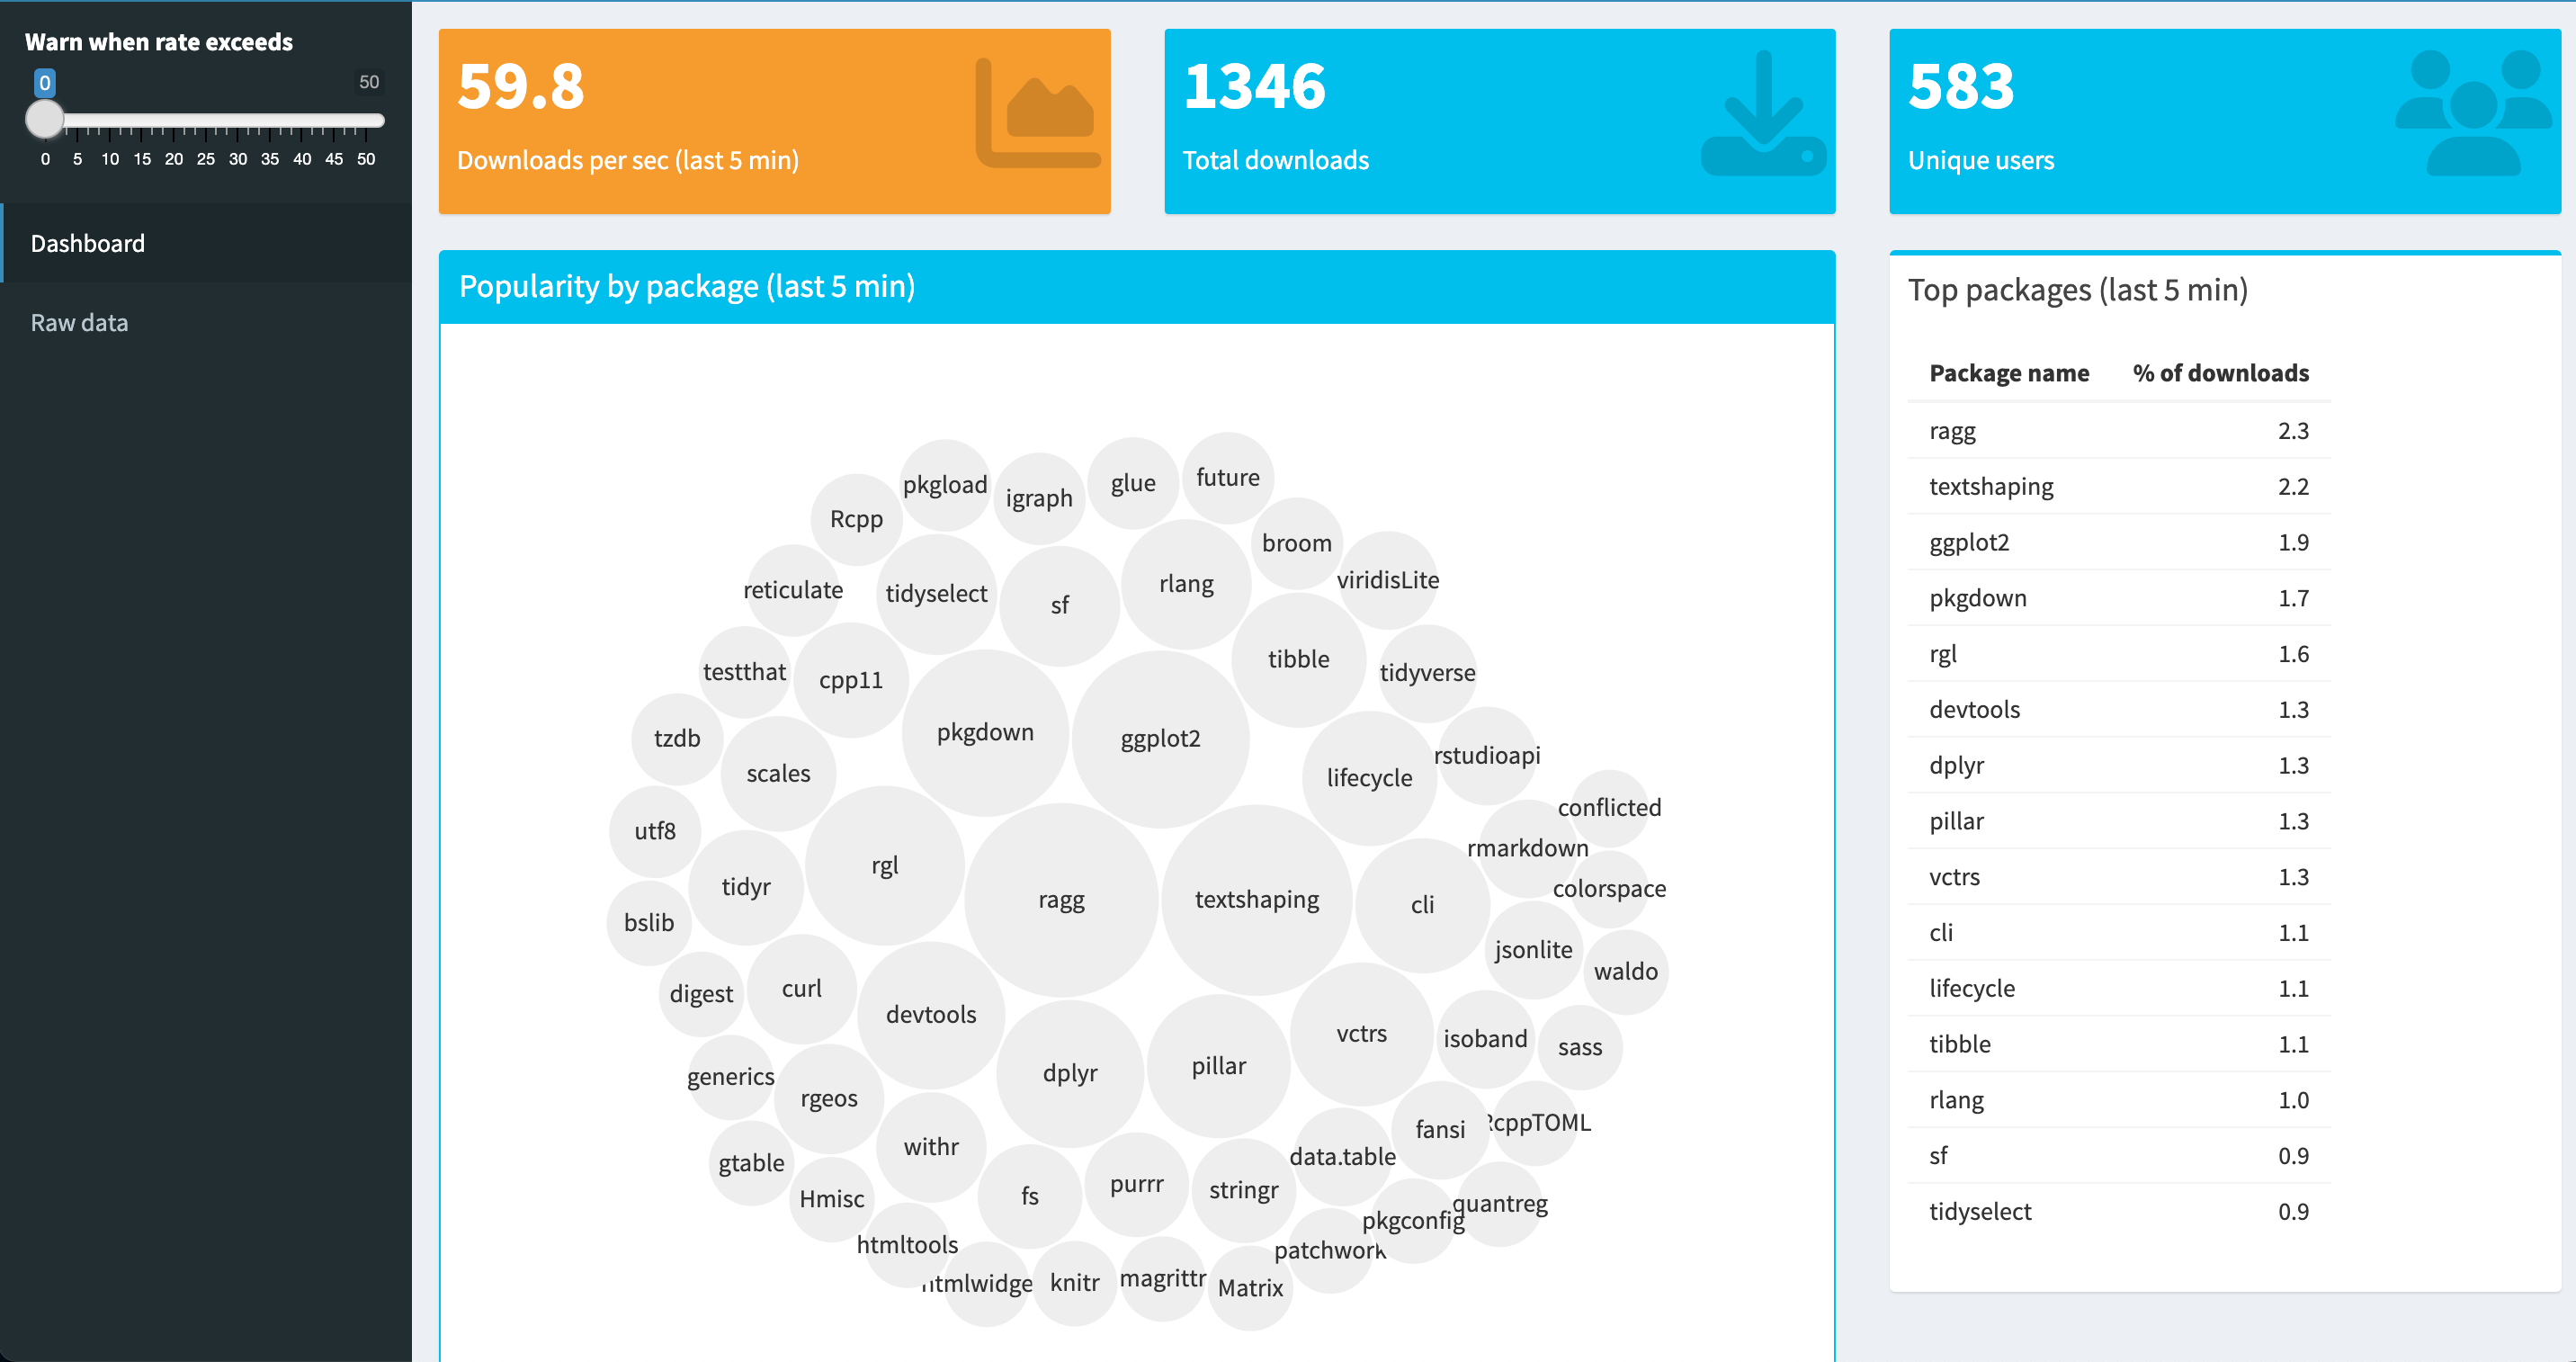 Warn when rate exceeds
0 50
0 5 10 15 20 25 30 35 40 45 50
Dashboard
Raw data
59.8
Downloads per sec (last 5 min)
1346
Total downloads
583
Unique users
Popularity by package (last 5 min)
future
glue
pkgload
igraph
Rcpp
broom
viridisLite
rlang
reticulate
tidyselect
sf
tibble
testthat
cpp11
tidyverse
pkgdown
ggplot2
tzdb
rstudioapi
scales
lifecycle
conflicted
utf8
rmarkdown
rgl
tidyr
colorspace
ragg
textshaping
cli
bslib
jsonlite
waldo
curl
digest
devtools
vctrs
isoband
sass
pillar
dplyr
generics
rgeos
RcppTOML
fansi
withr
data.table
gtable
purrr
stringr
fs
Hmisc
quantreg
pkgconfig
htmltools
patchwork
magrittr
knitr
htmlwidge
Matrix
Top packages (last 5 min)
Package name % of downloads
ragg 2.3
textshaping 2.2
ggplot2 1.9
pkgdown 1.7
rgl 1.6
devtools 1.3
dplyr 1.3
pillar 1.3
vctrs 1.3
cli 1.1
lifecycle 1.1
tibble 1.1
rlang 1.0
sf 0.9
tidyselect 0.9